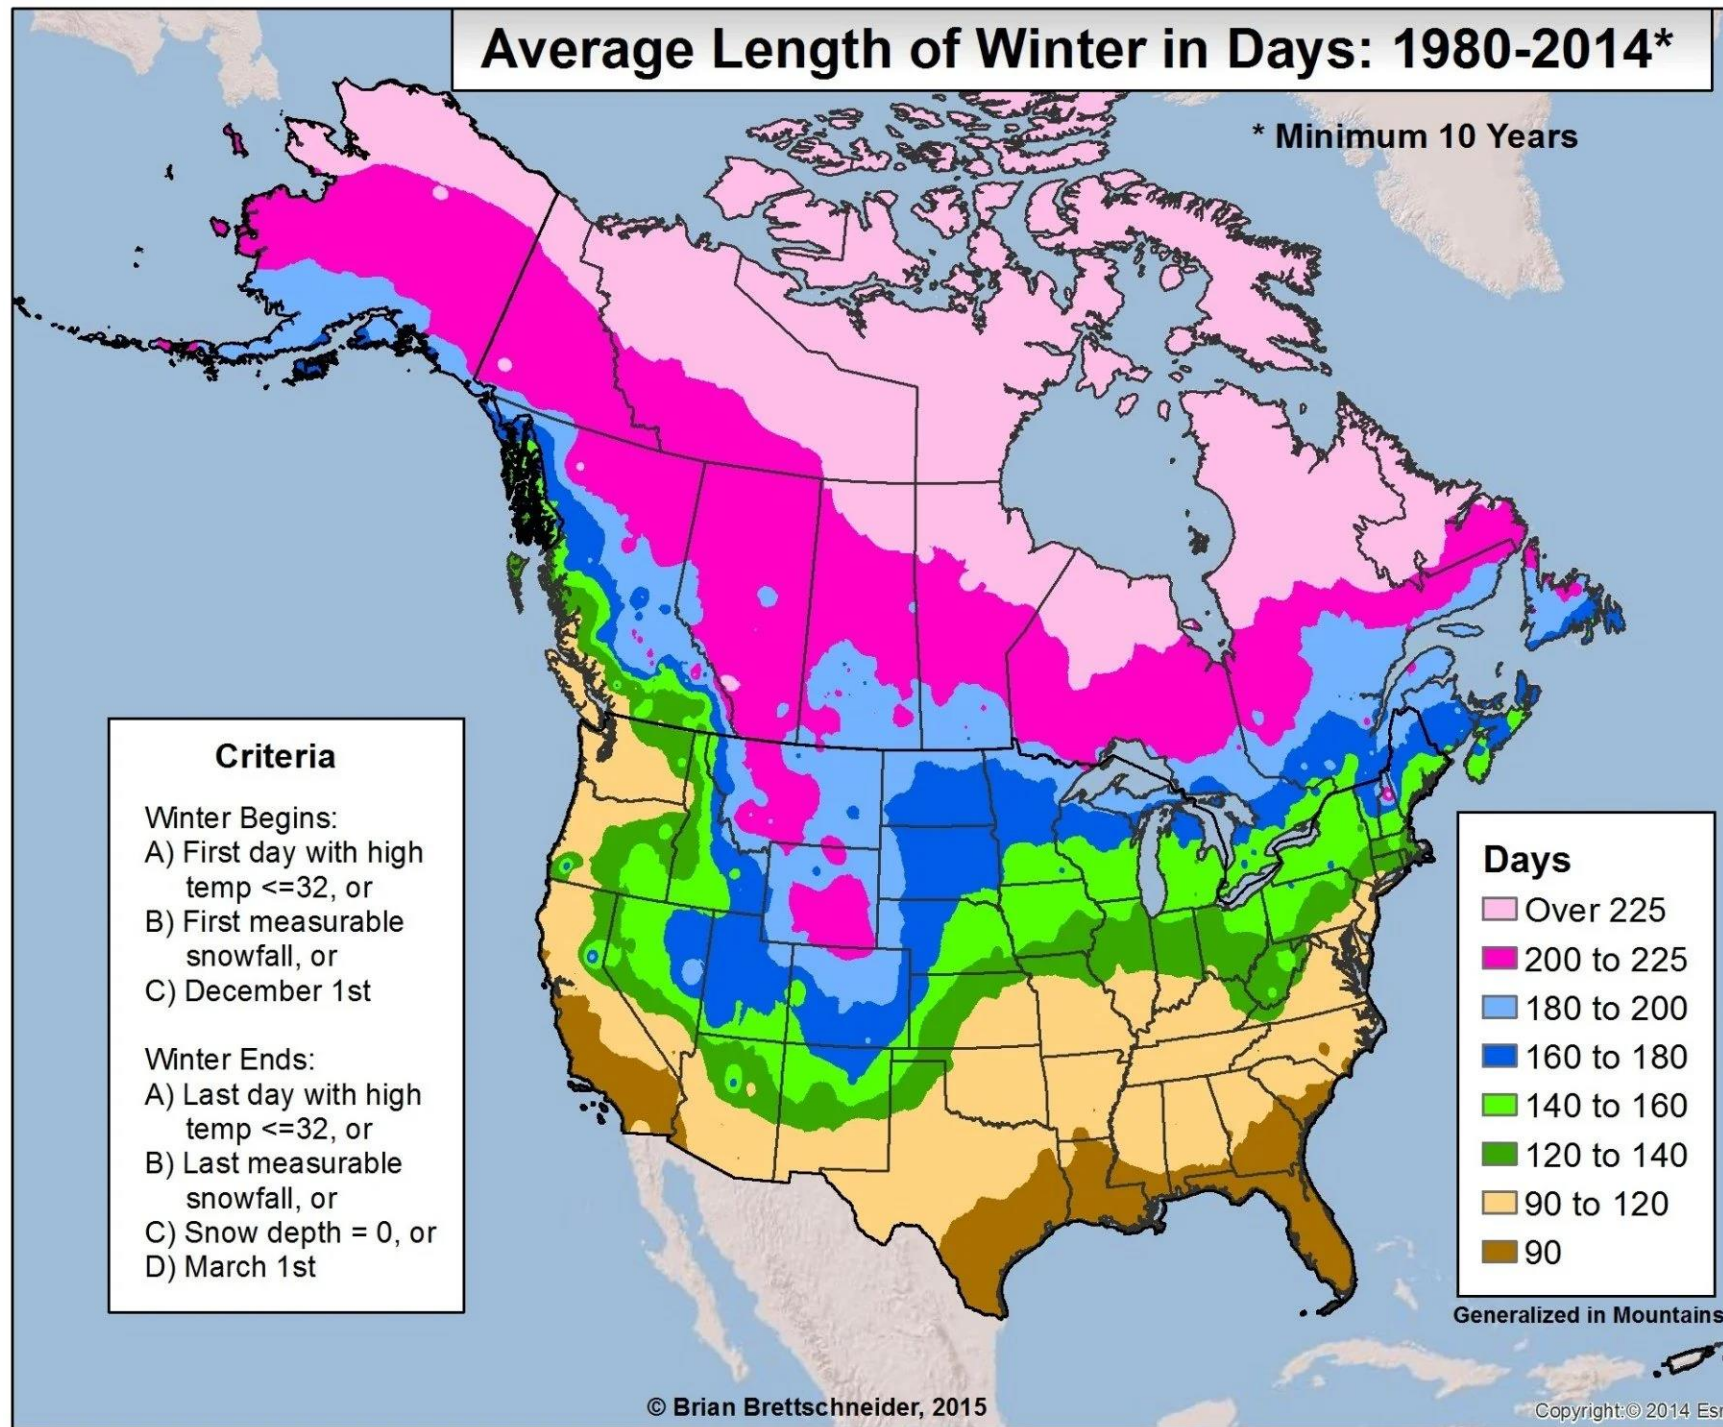 Average Length of Winter in Days: 1980-2014*
* Minimum 10 Years
Criteria
Winter Begins:
A) First day with high
temp <=32, or
B) First measurable
snowfall, or
C) December 1st
Winter Ends:
A) Last day with high
temp <=32, or
B) Last measurable
snowfall, or
C) Snow depth = 0, or
D) March 1st
Days
Over 225
200 to 225
180 to 200
160 to 180
140 to 160
120 to 140
90 to 120
90
Generalized in Mountains
© Brian Brettschneider, 2015
Copyright:© 2014 Esr